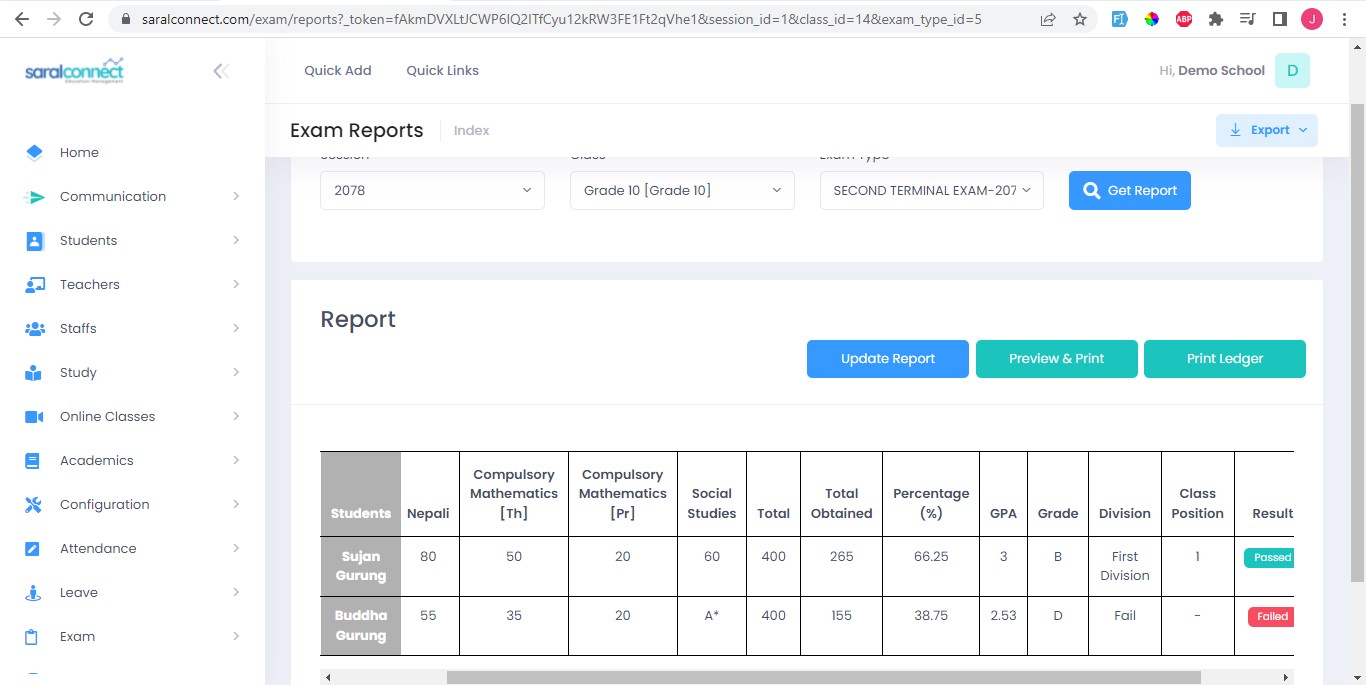 saralconnect.com/exam/reports?_token=fAkmDVXLtJCWP6IQ2ITfCyu12kRW3FE1Ft2qVhe1&session_id=1&class_id=14&exam_type_id=5
ABP
J
saralconnect
Education Management
Quick Add
Quick Links
Hi, Demo School
D
Exam Reports
Index
Export
Home
Communication
Students
Teachers
Staffs
Study
Online Classes
Academics
Configuration
Attendance
Leave
Exam
Session
Class
Exam Type
2078
Grade 10 [Grade 10]
SECOND TERMINAL EXAM-207
Get Report
Report
Update Report
Preview & Print
Print Ledger
Students
Nepali
Compulsory
Mathematics
[Th]
Compulsory
Mathematics
[Pr]
Social
Studies
Total
Total
Obtained
Percentage
(%)
GPA
Grade
Division
Class
Position
Result
Sujan
Gurung
80
50
20
60
400
265
66.25
3
B
First
Division
1
Passed
Buddha
Gurung
55
35
20
A*
400
155
38.75
2.53
D
Fail
-
Failed